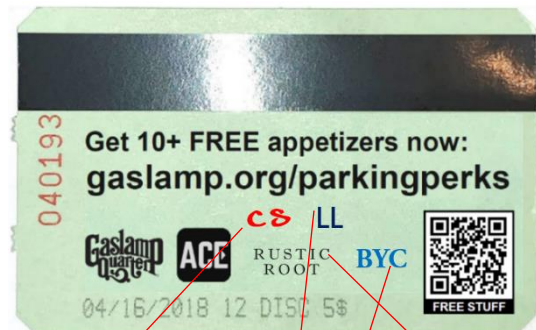 040193
Get 10+ FREE appetizers now:
gaslamp.org/parkingperks
CS LL
Gaslamp Quarter
ACE
RUSTIC
ROOT
BYC
FREE STUFF
04/16/2018 12 DISC 5$